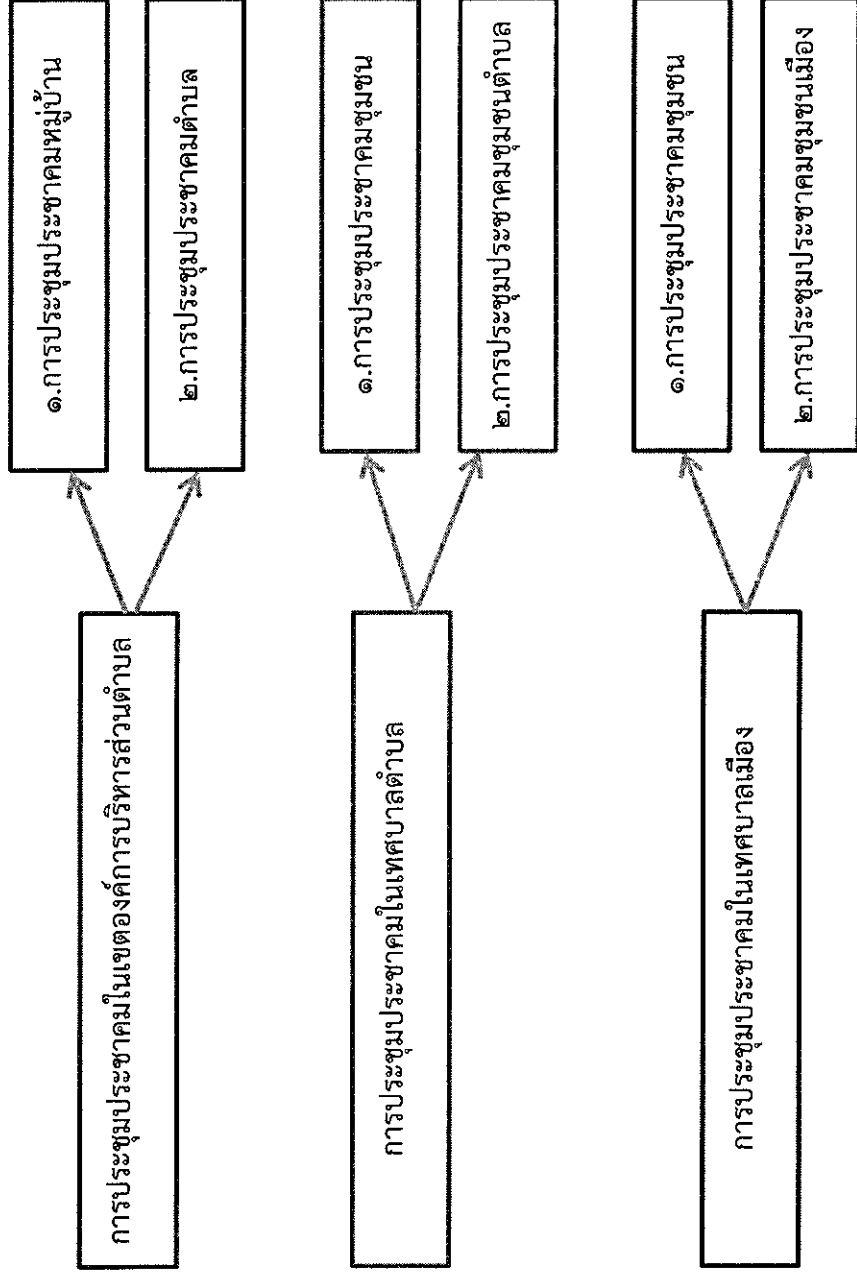 การประชุมประชาคมในเขตองค์การบริหารส่วนตำบล
๑.การประชุมประชาคมหมู่บ้าน
๒.การประชุมประชาคมตำบล
การประชุมประชาคมในเทศบาลตำบล
๑.การประชุมประชาคมชุมชน
๒.การประชุมประชาคมชุมชนตำบล
การประชุมประชาคมในเทศบาลเมือง
๑.การประชุมประชาคมชุมชน
๒.การประชุมประชาคมชุมชนเมือง